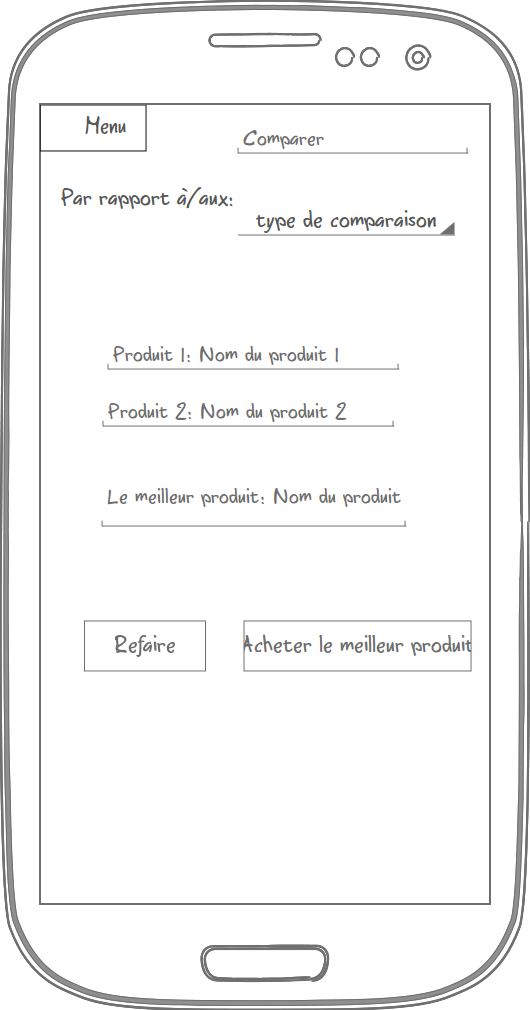 Menu
Comparer
Par rapport à/aux:
type de comparaison
Produit 1: Nom du produit 1
Produit 2: Nom du produit 2
Le meilleur produit: Nom du produit
Refaire
Acheter le meilleur produit